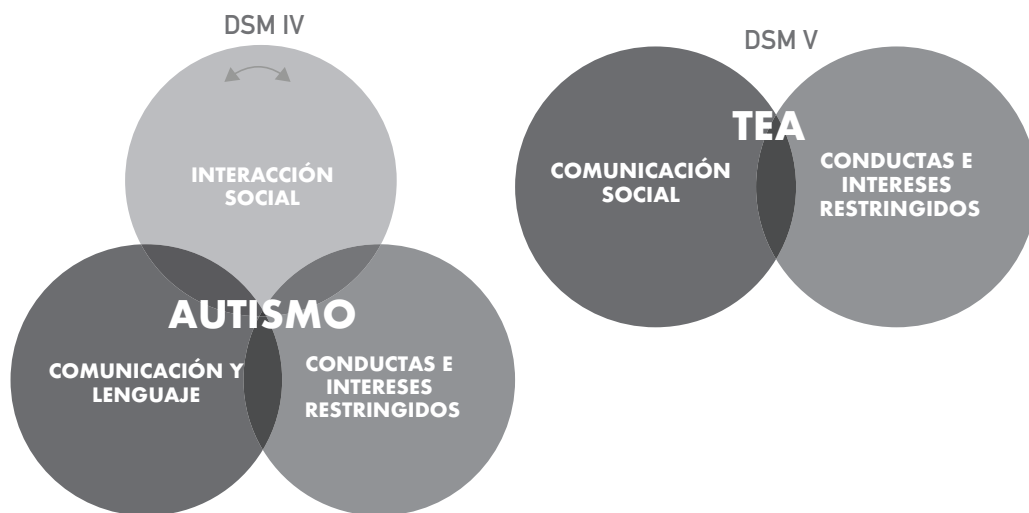 DSM IV
INTERACCIÓN
SOCIAL
AUTISMO
COMUNICACIÓN Y
LENGUAJE
CONDUCTAS E
INTERESES
RESTRINGIDOS
DSM V
TEA
COMUNICACIÓN
SOCIAL
CONDUCTAS E
INTERESES
RESTRINGIDOS